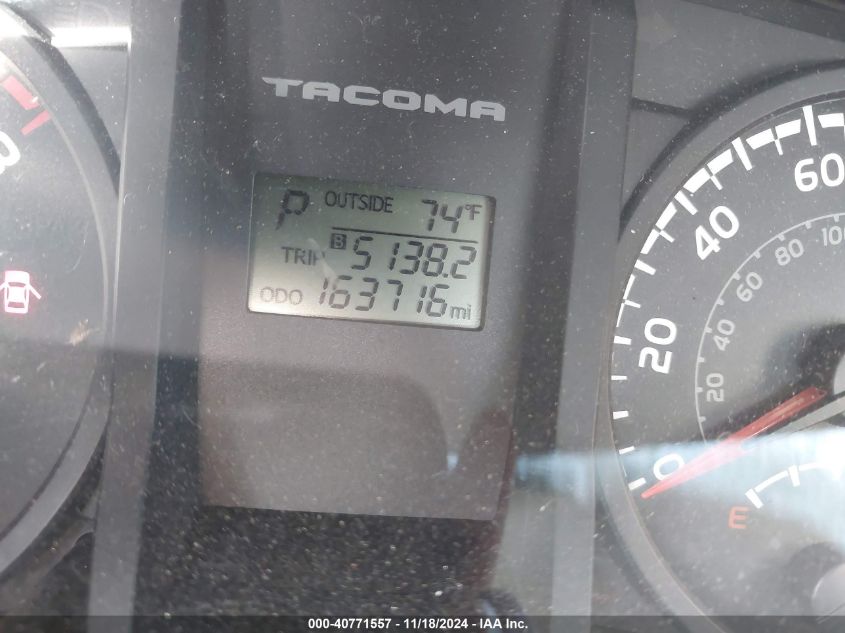 TACOMA
P OUTSIDE 74°F
TRIP B 5138.2
ODO 163716 mi
0 20 40 60
0 20 40 60 80 100
E
000-40771557 - 11/18/2024 - IAA Inc.